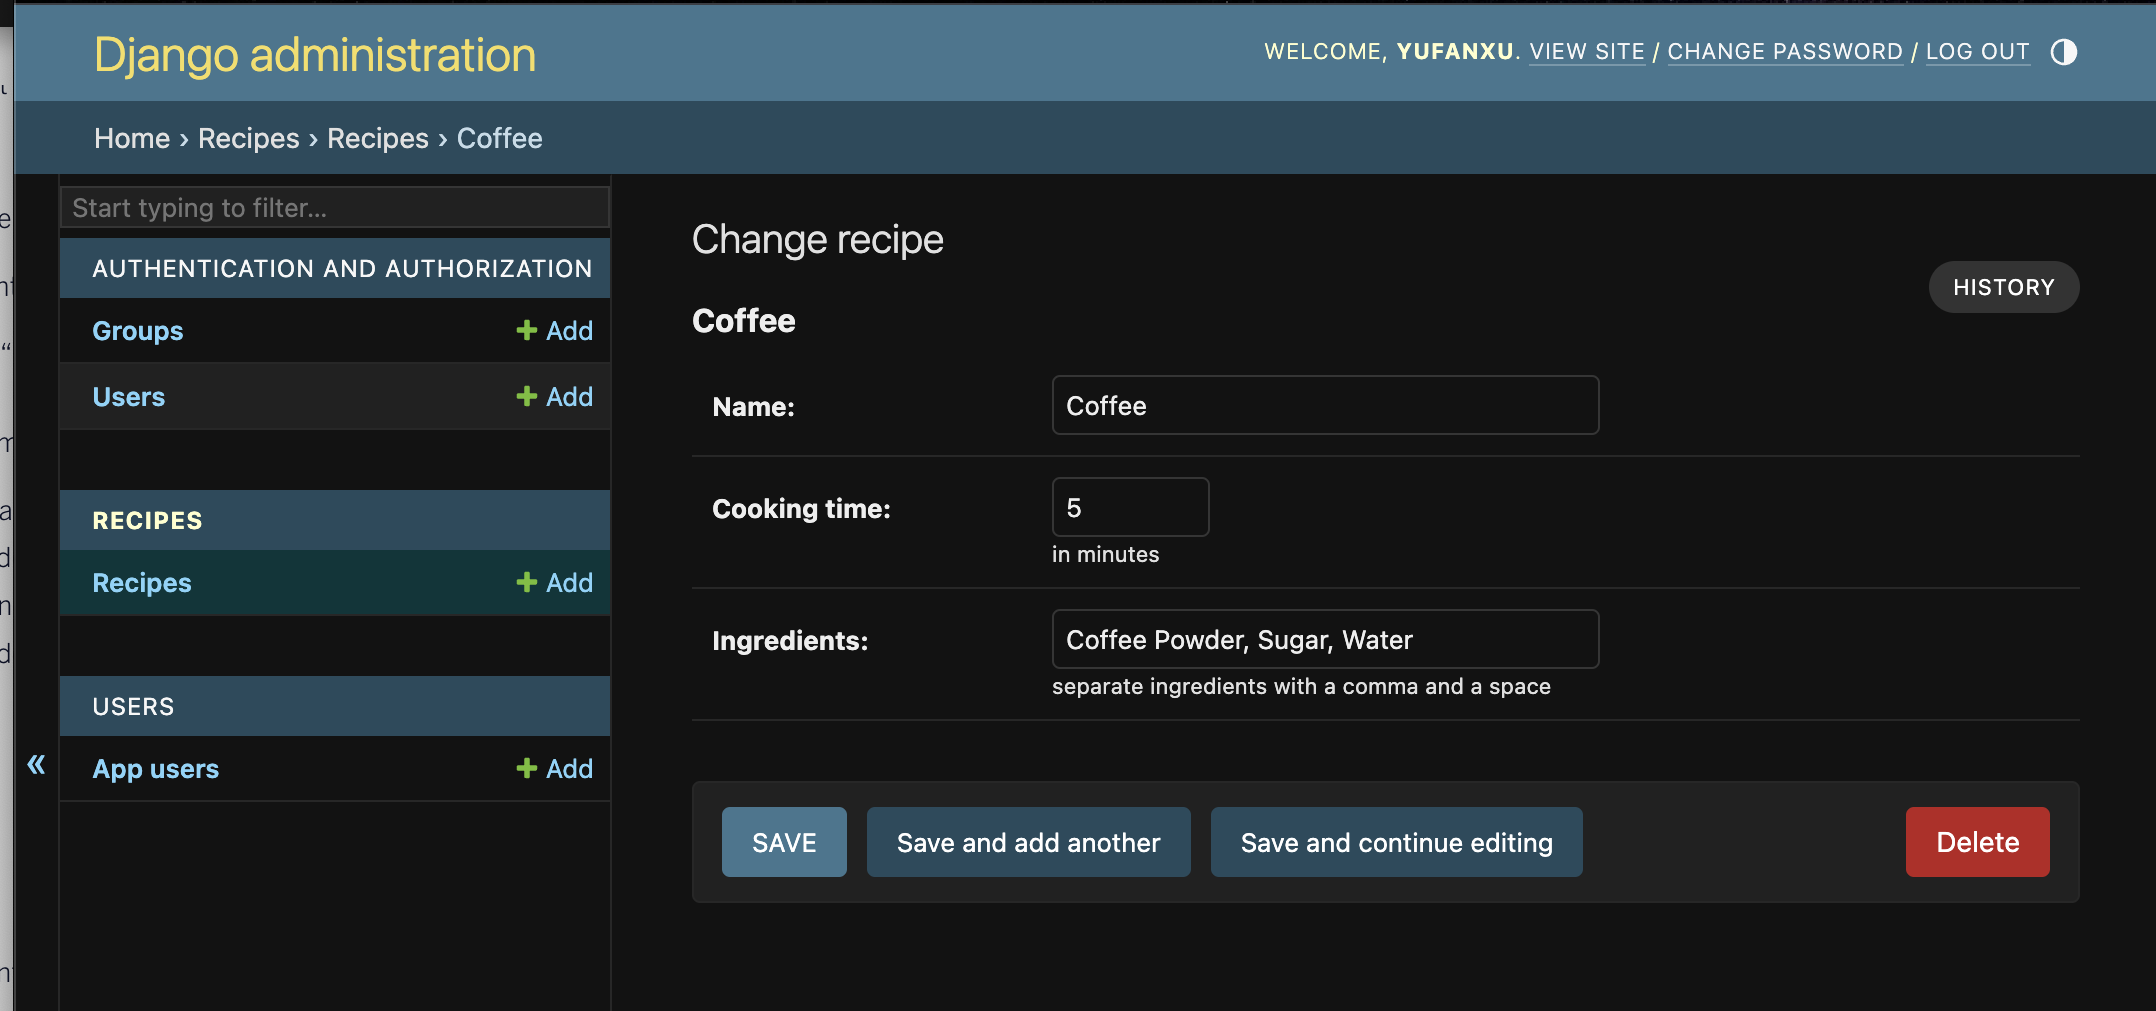 Django administration
WELCOME, YUFANXU. VIEW SITE / CHANGE PASSWORD / LOG OUT
Home › Recipes › Recipes › Coffee
Start typing to filter...
AUTHENTICATION AND AUTHORIZATION
Groups + Add
Users + Add
RECIPES
Recipes + Add
USERS
App users + Add
«
Change recipe
HISTORY
Coffee
Name: Coffee
Cooking time: 5
in minutes
Ingredients: Coffee Powder, Sugar, Water
separate ingredients with a comma and a space
SAVE Save and add another Save and continue editing Delete